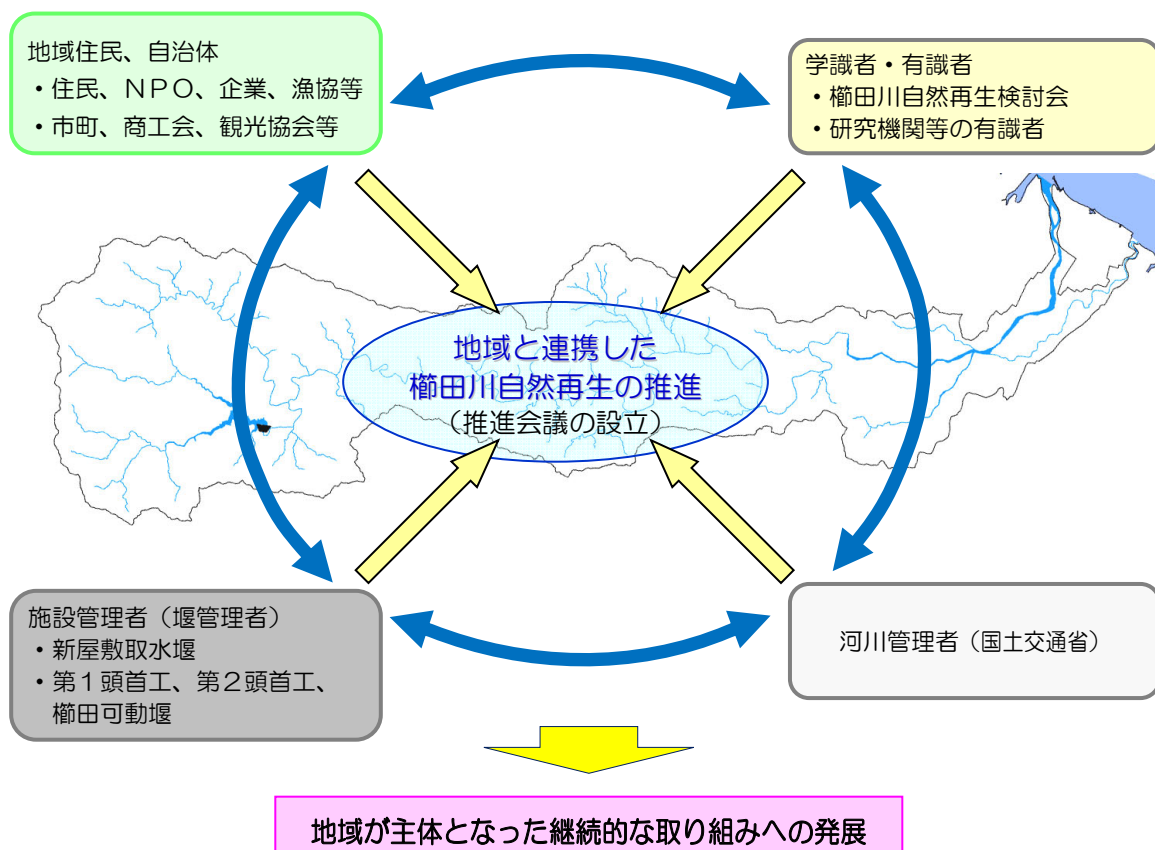 地域住民、自治体
・住民、ＮＰＯ、企業、漁協等
・市町、商工会、観光協会等
学識者・有識者
・櫛田川自然再生検討会
・研究機関等の有識者
地域と連携した
櫛田川自然再生の推進
（推進会議の設立）
施設管理者（堰管理者）
・新屋敷取水堰
・第１頭首工、第２頭首工、
櫛田可動堰
河川管理者（国土交通省）
地域が主体となった継続的な取り組みへの発展